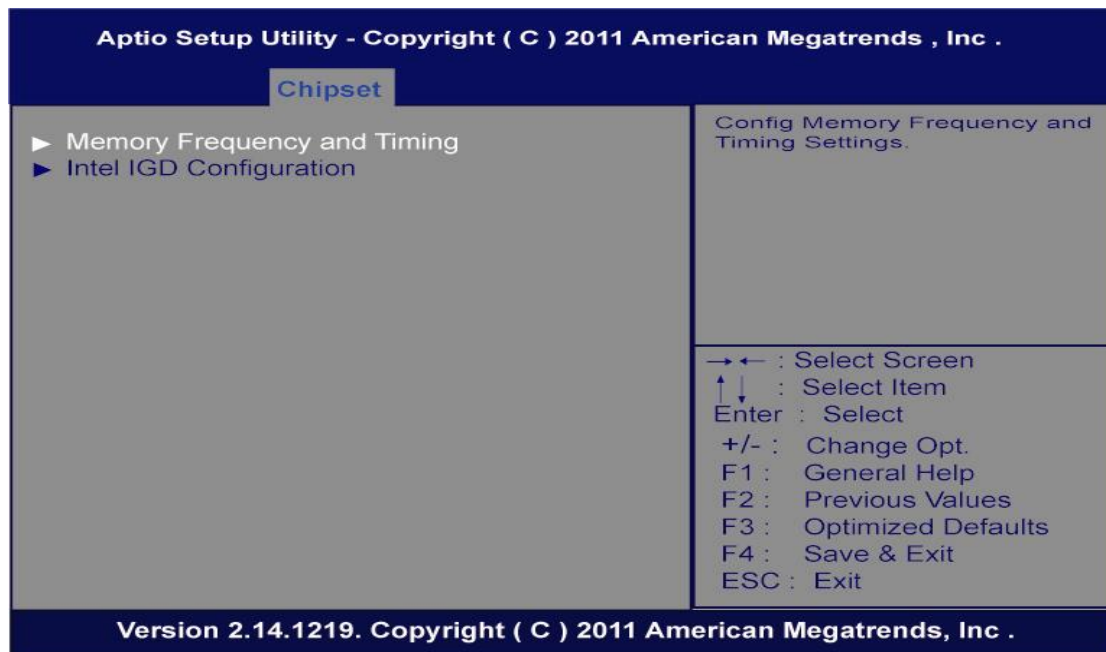 Aptio Setup Utility - Copyright ( C ) 2011 American Megatrends , Inc .
Chipset
► Memory Frequency and Timing
► Intel IGD Configuration
Config Memory Frequency and
Timing Settings.
→← : Select Screen
↑↓ : Select Item
Enter : Select
+/- : Change Opt.
F1 : General Help
F2 : Previous Values
F3 : Optimized Defaults
F4 : Save & Exit
ESC : Exit
Version 2.14.1219. Copyright ( C ) 2011 American Megatrends, Inc .